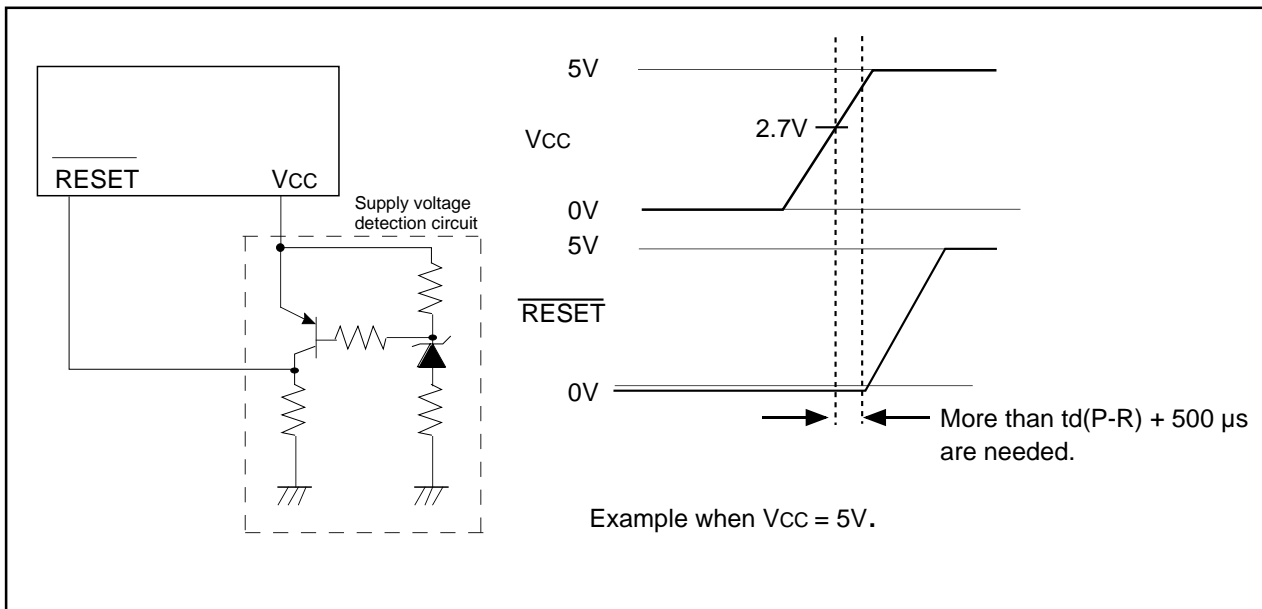 RESET
VCC
Supply voltage
detection circuit
5V
2.7V
VCC
0V
5V
RESET
0V
More than td(P-R) + 500 µs
are needed.
Example when VCC = 5V.